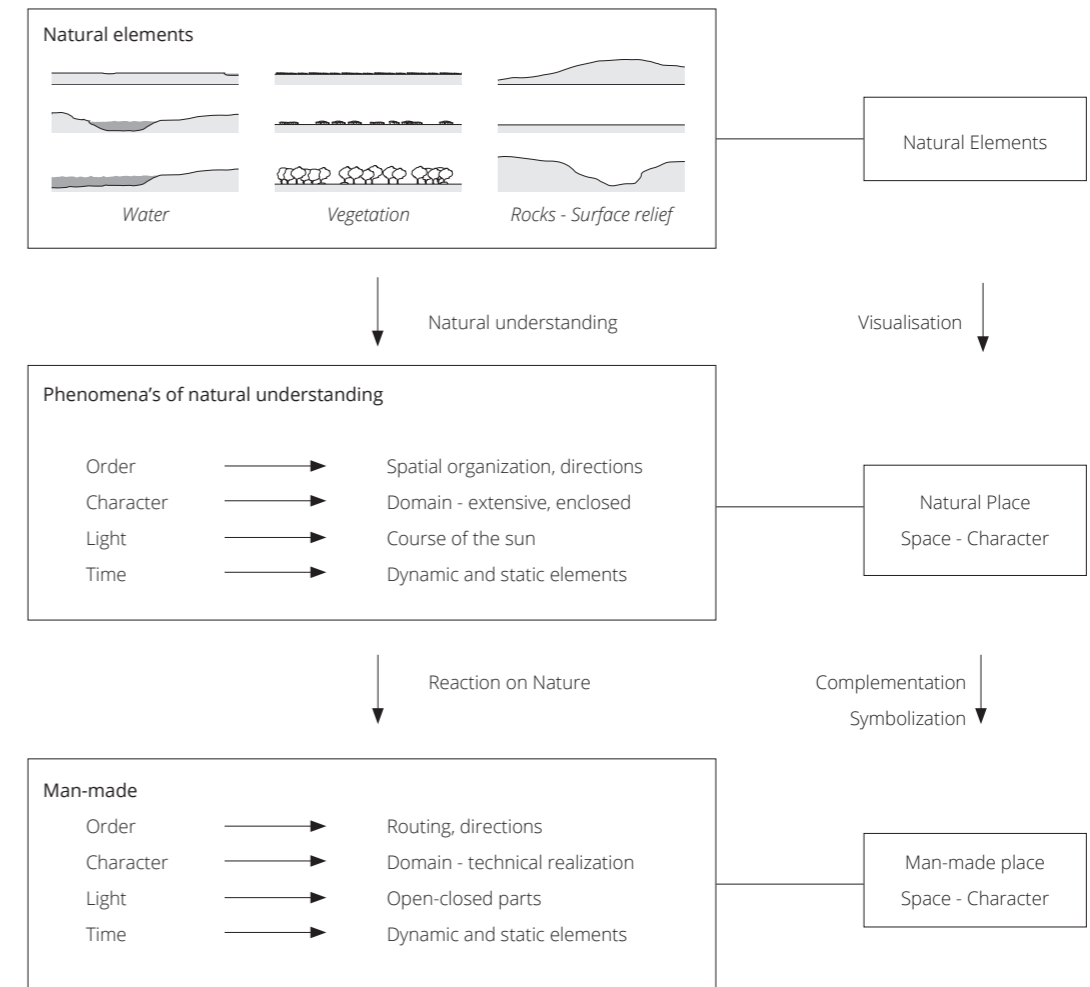 Natural elements
Water
Vegetation
Rocks - Surface relief
Natural Elements
Natural understanding
Visualisation
Phenomena's of natural understanding
Order
Spatial organization, directions
Character
Domain - extensive, enclosed
Light
Course of the sun
Time
Dynamic and static elements
Natural Place
Space - Character
Reaction on Nature
Complementation
Symbolization
Man-made
Order
Routing, directions
Character
Domain - technical realization
Light
Open-closed parts
Time
Dynamic and static elements
Man-made place
Space - Character